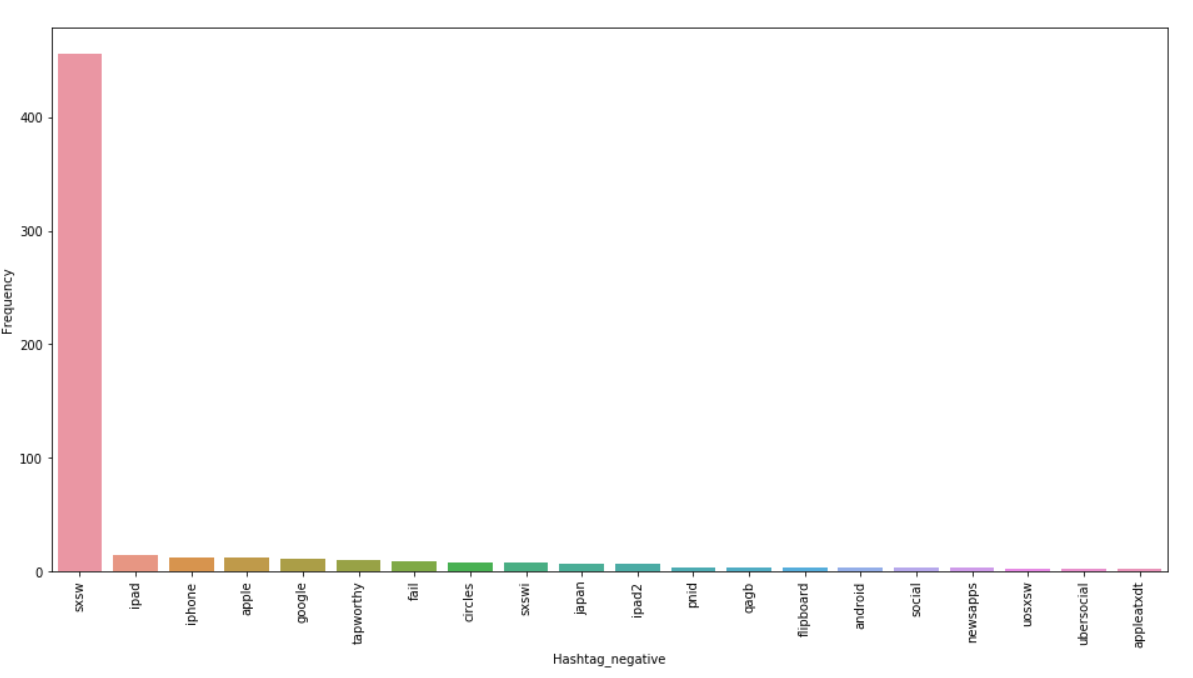 400
300
200
100
0
Frequency
sxsw
ipad
iphone
apple
google
tapworthy
fail
circles
sxswi
japan
ipad2
pnid
qagb
flipboard
android
social
newsapps
uosxsw
ubersocial
appleatxdt
Hashtag_negative